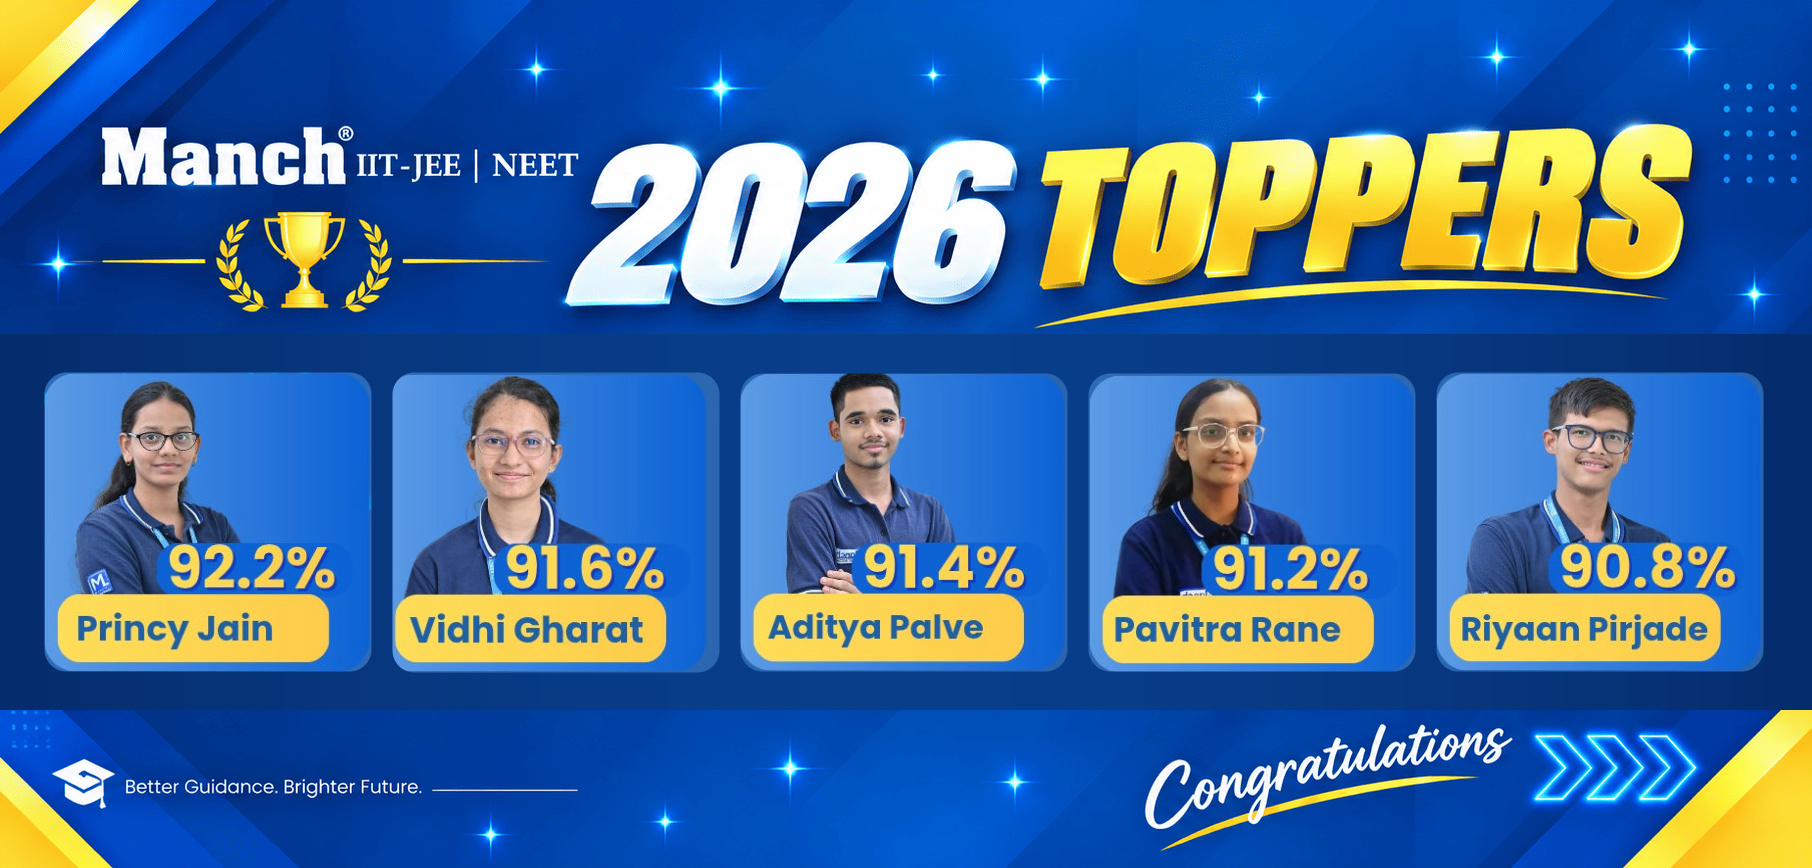 Manch®
IIT-JEE | NEET
2026 TOPPERS
92.2%
Princy Jain
91.6%
Vidhi Gharat
91.4%
Aditya Palve
91.2%
Pavitra Rane
90.8%
Riyaan Pirjade
Better Guidance. Brighter Future.
Congratulations